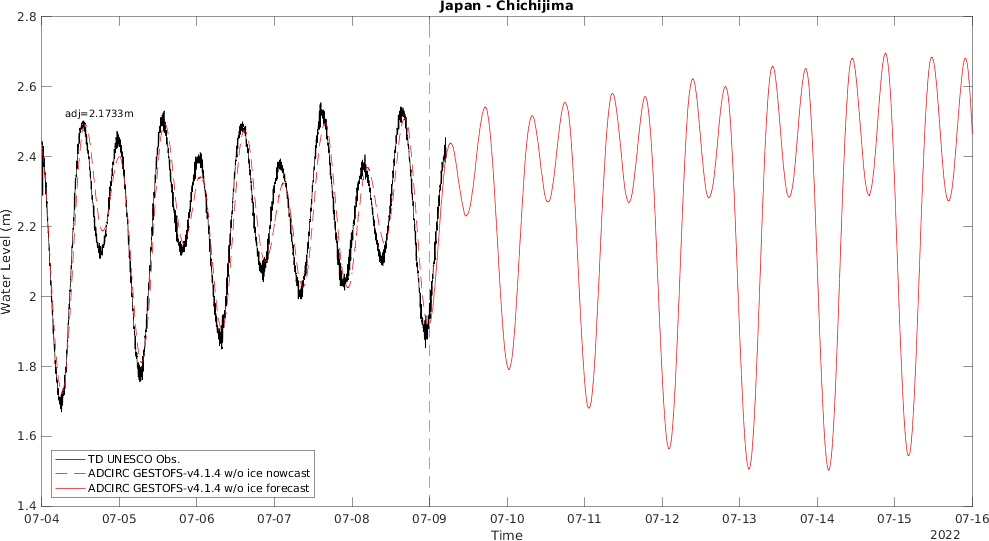 Japan - Chichijima
2.8
2.6
2.4
2.2
2
1.8
1.6
1.4
Water Level (m)
adj=2.1733m
TD UNESCO Obs.
ADCIRC GESTOFS-v4.1.4 w/o ice nowcast
ADCIRC GESTOFS-v4.1.4 w/o ice forecast
07-04 07-05 07-06 07-07 07-08 07-09 07-10 07-11 07-12 07-13 07-14 07-15 07-16
Time
2022